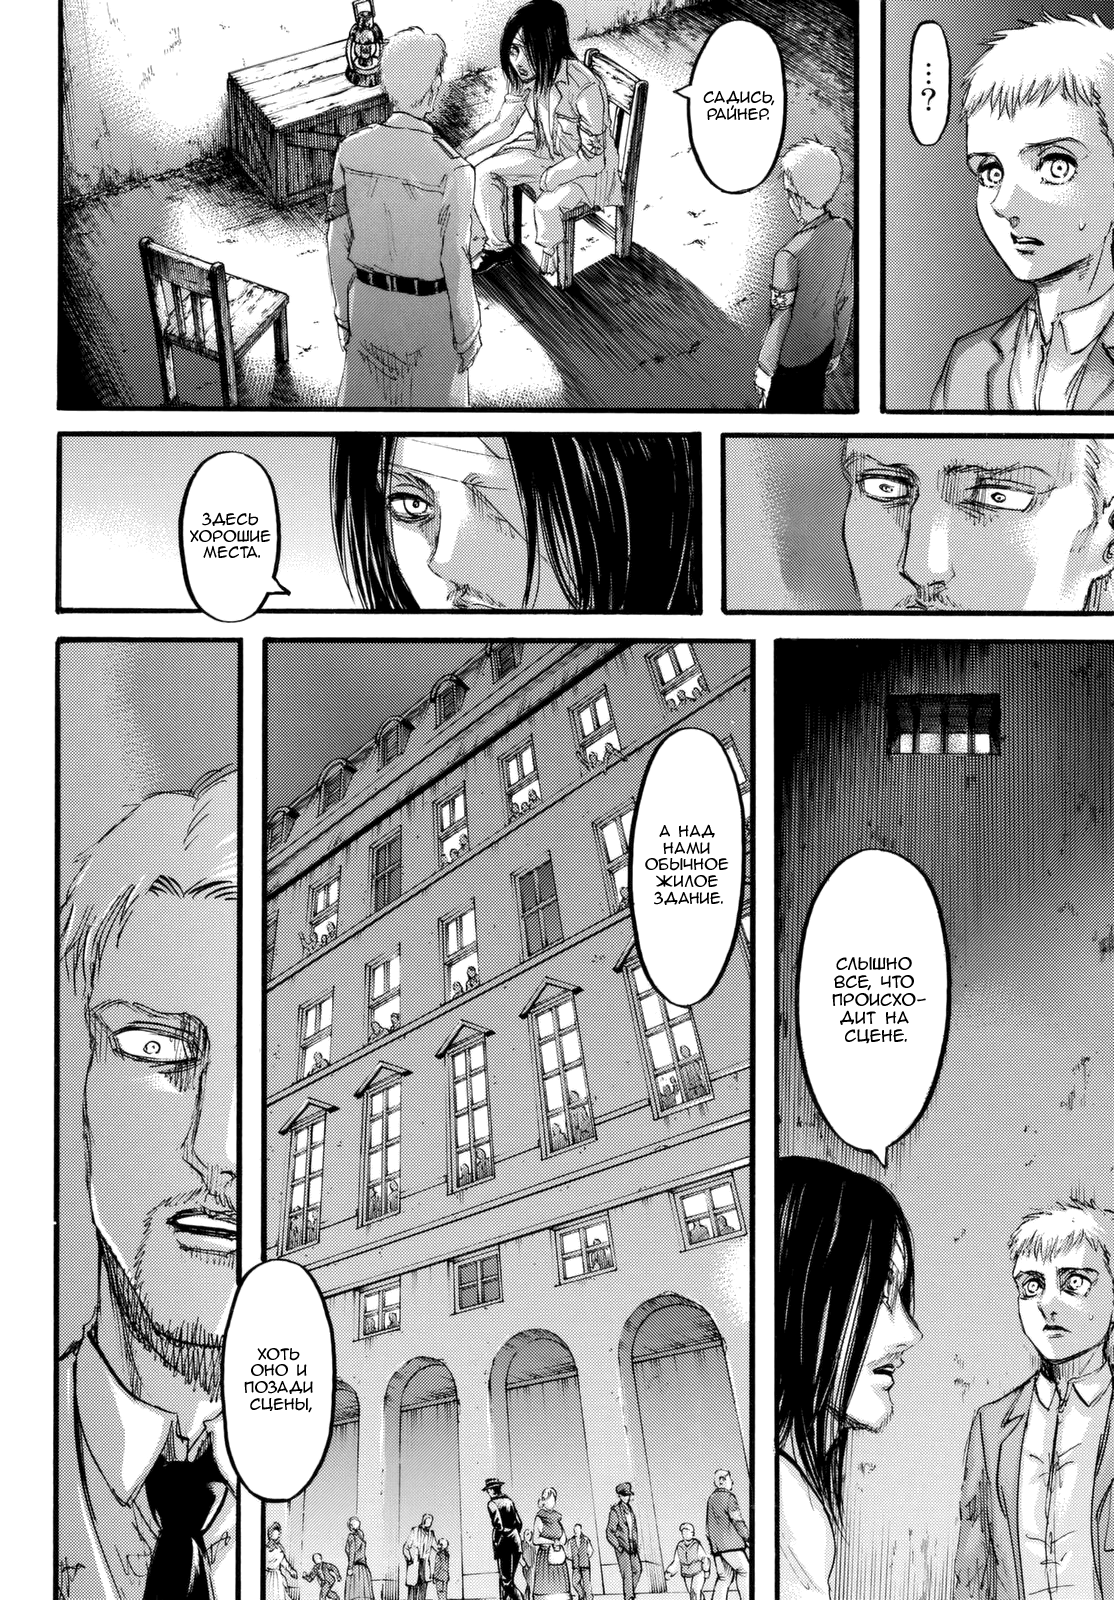 ...?
САДИСЬ,
РАЙНЕР.
ЗДЕСЬ
ХОРОШИЕ
МЕСТА.
СЛЫШНО
ВСЕ, ЧТО
ПРОИСХО-
ДИТ НА
СЦЕНЕ.
А НАД
НАМИ
ОБЫЧНОЕ
ЖИЛОЕ
ЗДАНИЕ.
ХОТЬ
ОНО И
ПОЗАДИ
СЦЕНЫ,